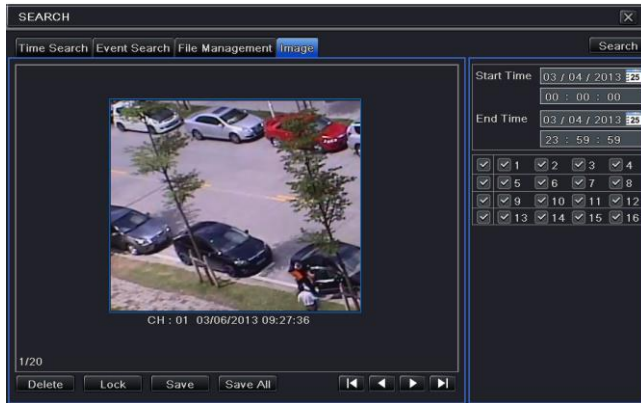 SEARCH
Time Search Event Search File Management Image
Search
Start Time 03 / 04 / 2013 25
00 : 00 : 00
End Time 03 / 04 / 2013 25
23 : 59 : 59
1 2 3 4
5 6 7 8
9 10 11 12
13 14 15 16
CH : 01 03/06/2013 09:27:36
1/20
Delete Lock Save Save All